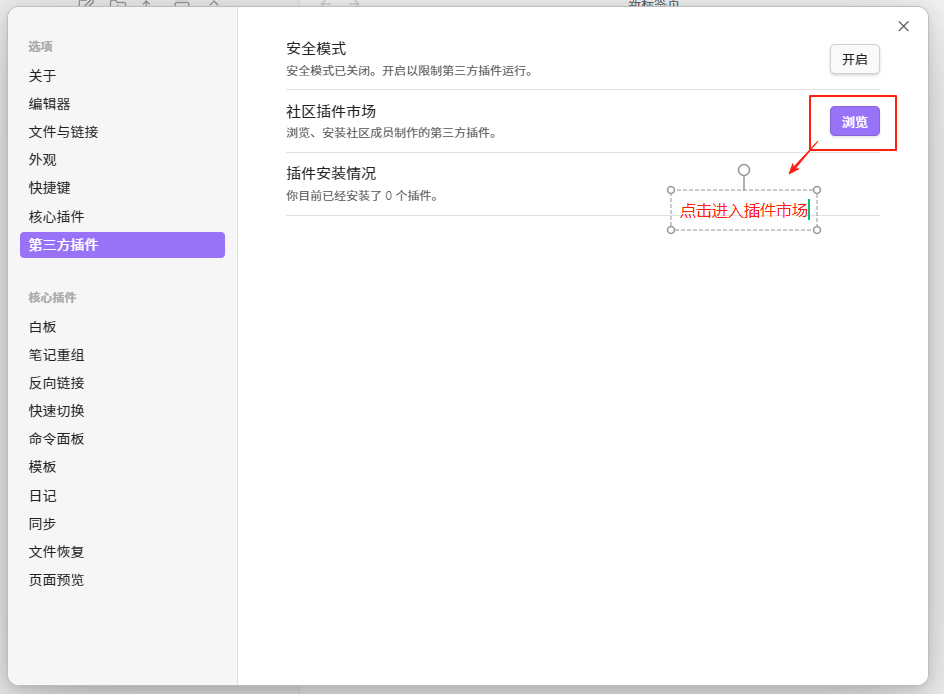 新标签页
选项
关于
编辑器
文件与链接
外观
快捷键
核心插件
第三方插件
核心插件
白板
笔记重组
反向链接
快速切换
命令面板
模板
日记
同步
文件恢复
页面预览
安全模式
安全模式已关闭。开启以限制第三方插件运行。
开启
社区插件市场
浏览、安装社区成员制作的第三方插件。
浏览
插件安装情况
你目前已经安装了 0 个插件。
点击进入插件市场